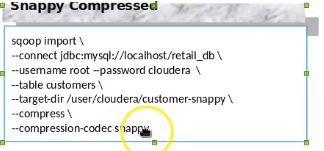 Snappy Compressed
sqoop import \
--connect jdbc:mysql://localhost/retail_db \
--username root --password cloudera \
--table customers \
--target-dir /user/cloudera/customer-snappy \
--compress \
--compression-codec snappy